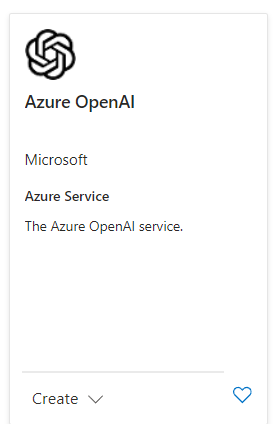 Azure OpenAI
Microsoft
Azure Service
The Azure OpenAI service.
Create